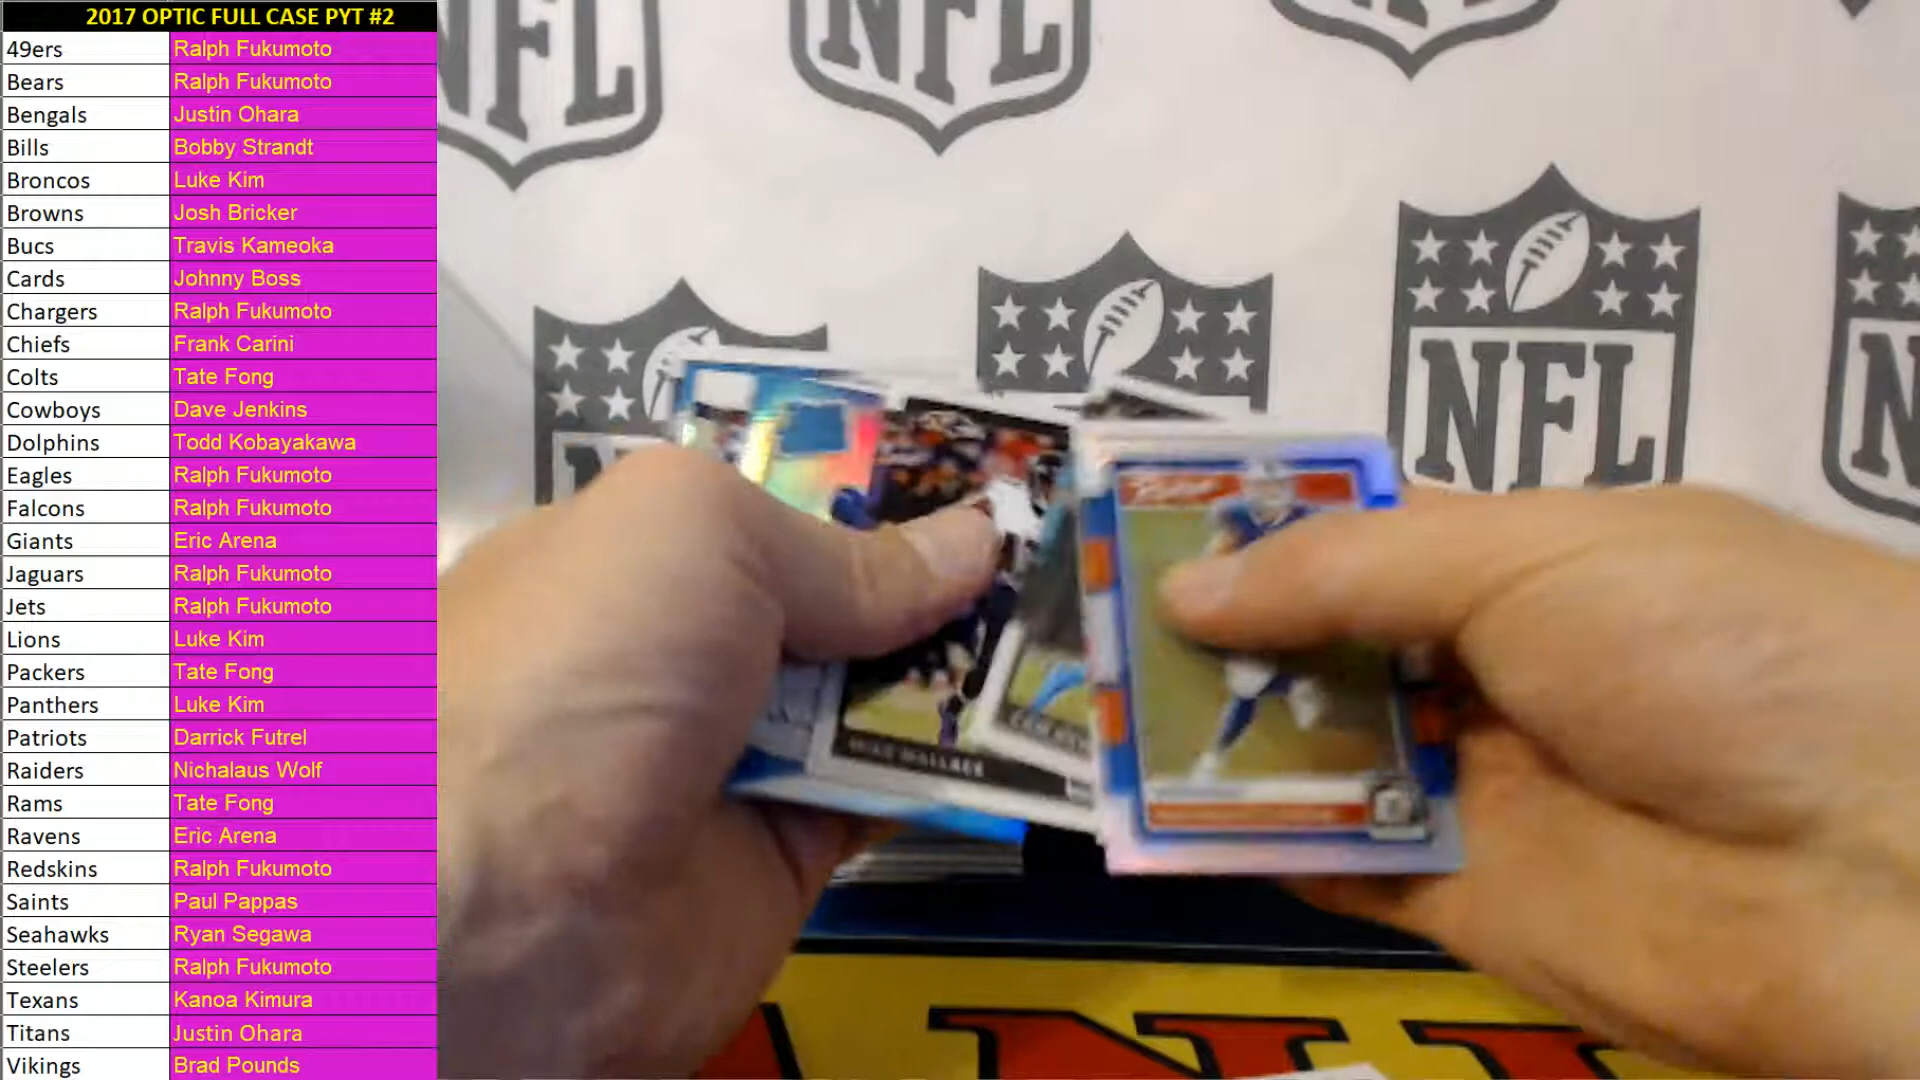 2017 OPTIC FULL CASE PYT #2
49ers Ralph Fukumoto
Bears Ralph Fukumoto
Bengals Justin Ohara
Bills Bobby Strandt
Broncos Luke Kim
Browns Josh Bricker
Bucs Travis Kameoka
Cards Johnny Boss
Chargers Ralph Fukumoto
Chiefs Frank Carini
Colts Tate Fong
Cowboys Dave Jenkins
Dolphins Todd Kobayakawa
Eagles Ralph Fukumoto
Falcons Ralph Fukumoto
Giants Eric Arena
Jaguars Ralph Fukumoto
Jets Ralph Fukumoto
Lions Luke Kim
Packers Tate Fong
Panthers Luke Kim
Patriots Darrick Futrel
Raiders Nichalaus Wolf
Rams Tate Fong
Ravens Eric Arena
Redskins Ralph Fukumoto
Saints Paul Pappas
Seahawks Ryan Segawa
Steelers Ralph Fukumoto
Texans Kanoa Kimura
Titans Justin Ohara
Vikings Brad Pounds
NFL
NFL
NFL
MIKE WALLACE